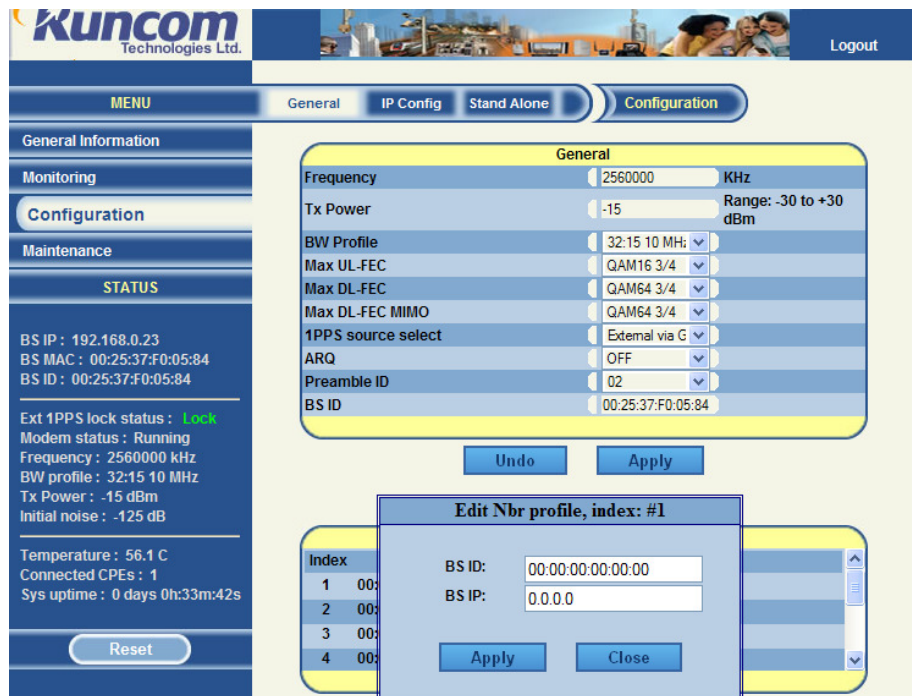 Runcom
Technologies Ltd.
Logout
MENU
General Information
Monitoring
Configuration
Maintenance
STATUS
BS IP : 192.168.0.23
BS MAC : 00:25:37:F0:05:84
BS ID : 00:25:37:F0:05:84
Ext 1PPS lock status : Lock
Modem status : Running
Frequency : 2560000 kHz
BW profile : 32:15 10 MHz
Tx Power : -15 dBm
Initial noise : -125 dB
Temperature : 56.1 C
Connected CPEs : 1
Sys uptime : 0 days 0h:33m:42s
Reset
General IP Config Stand Alone Configuration
General
Frequency 2560000 KHz
Tx Power -15 Range: -30 to +30 dBm
BW Profile 32:15 10 MHz
Max UL-FEC QAM16 3/4
Max DL-FEC QAM64 3/4
Max DL-FEC MIMO QAM64 3/4
1PPS source select External via G
ARQ OFF
Preamble ID 02
BS ID 00:25:37:F0:05:84
Undo Apply
Edit Nbr profile, index: #1
BS ID: 00:00:00:00:00:00
BS IP: 0.0.0.0
Apply Close
Index
1 00:
2 00:
3 00:
4 00: